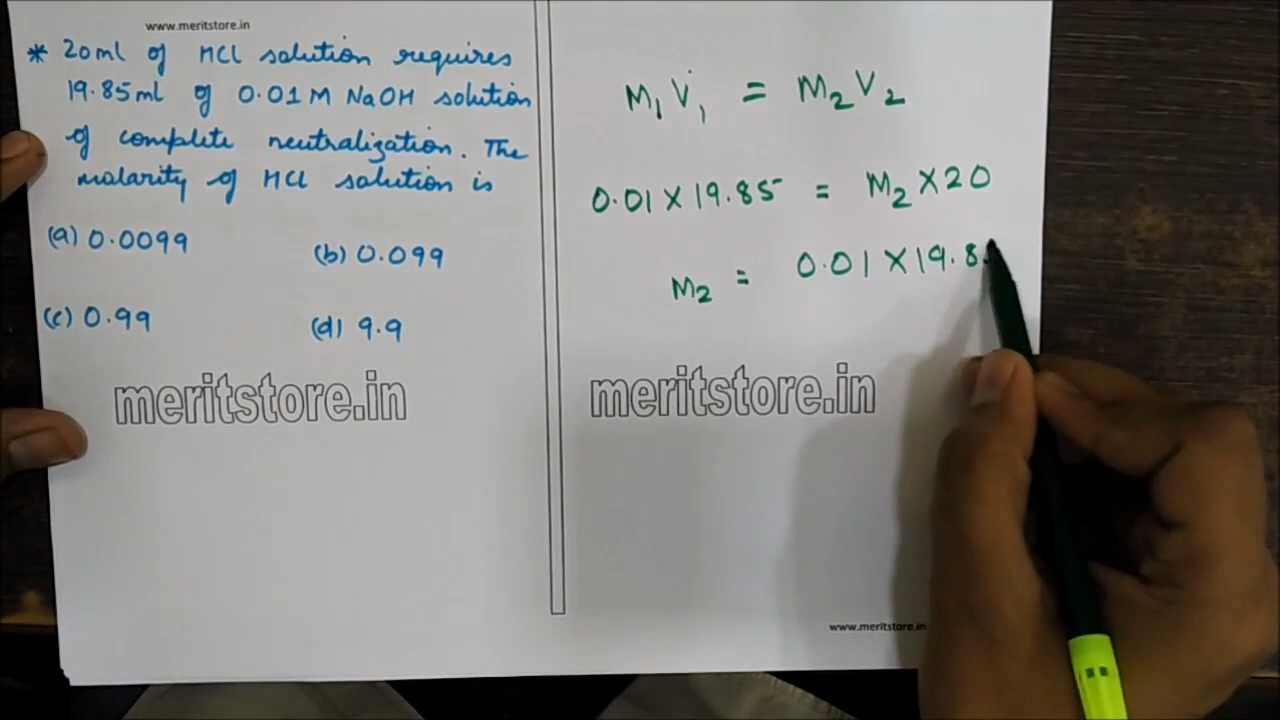 www.meritstore.in
* 20ml of HCl solution requires
19.85ml of 0.01M NaOH solution
of complete neutralization. The
malarity of HCl solution is
(a) 0.0099
(b) 0.099
(c) 0.99
(d) 9.9
meritstore.in
M₁V₁ = M₂V₂
0.01 X 19.85 = M₂ X 20
M₂ = 0.01 X 19.8
meritstore.in
www.meritstore.in